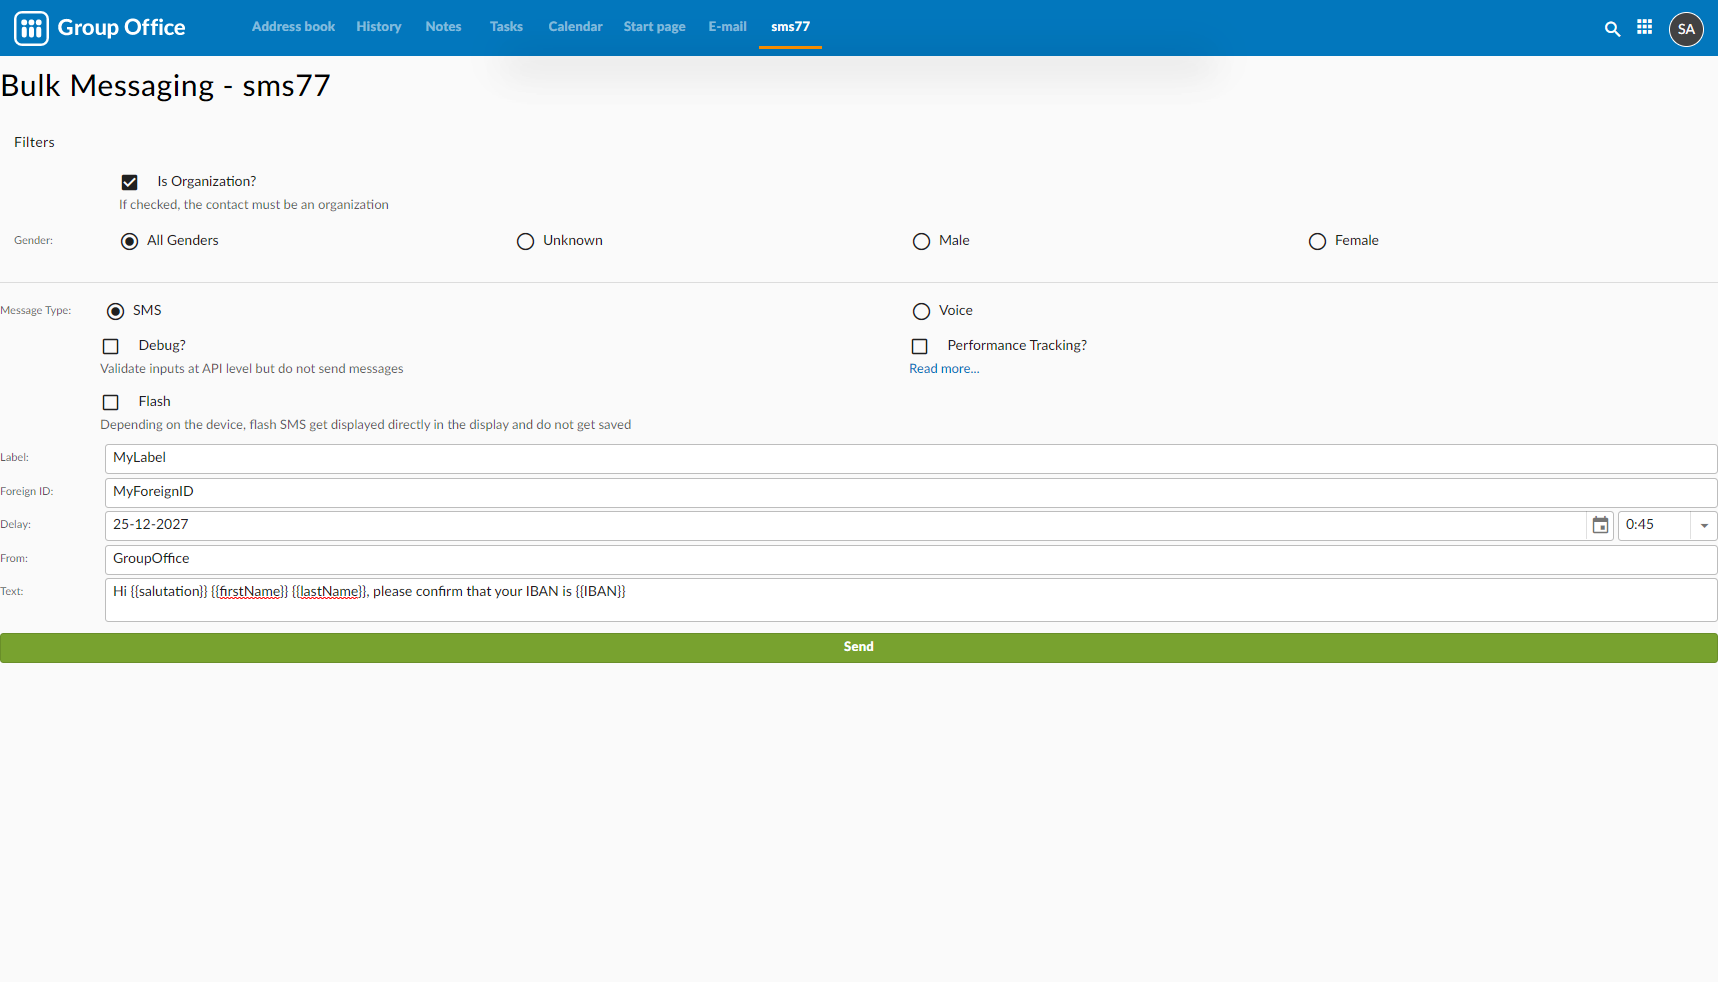 Group Office
Address book History Notes Tasks Calendar Start page E-mail sms77
SA
Bulk Messaging - sms77
Filters
Is Organization?
If checked, the contact must be an organization
Gender: All Genders Unknown Male Female
Message Type: SMS Voice
Debug? Performance Tracking?
Validate inputs at API level but do not send messages Read more...
Flash
Depending on the device, flash SMS get displayed directly in the display and do not get saved
Label: MyLabel
Foreign ID: MyForeignID
Delay: 25-12-2027 0:45
From: GroupOffice
Text: Hi {{salutation}} {{firstName}} {{lastName}}, please confirm that your IBAN is {{IBAN}}
Send